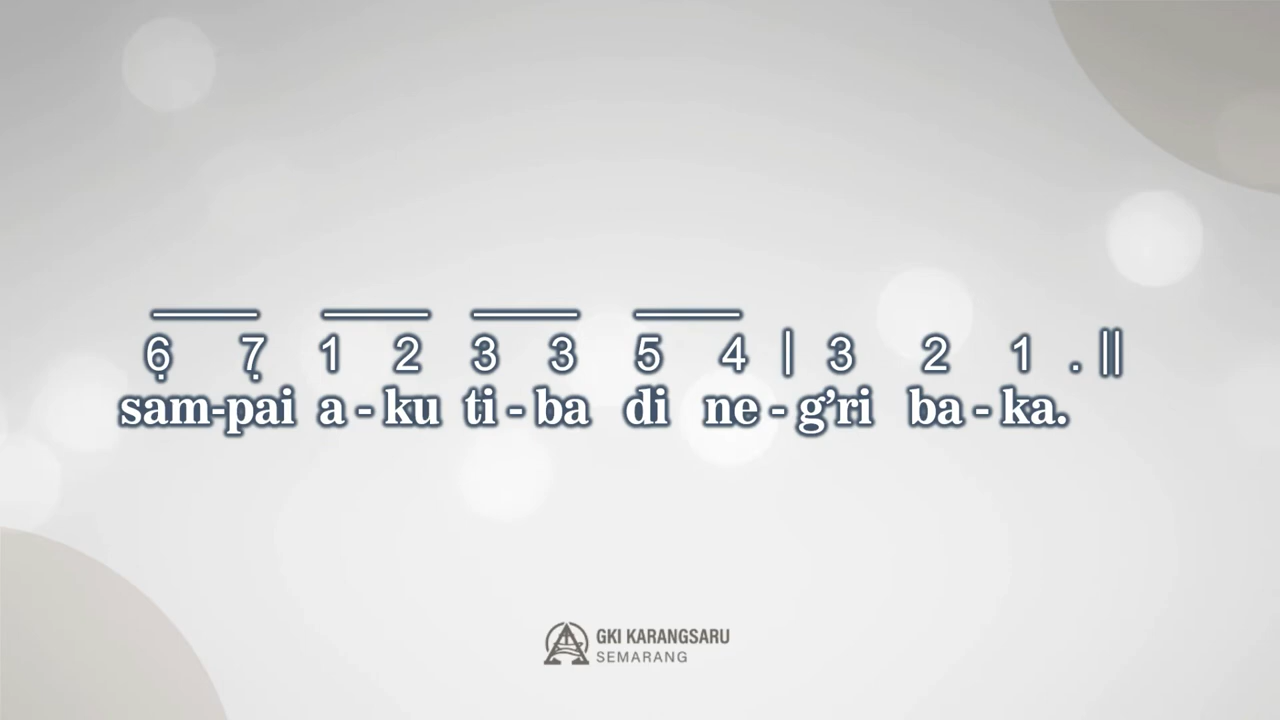 6̣ 7̣ 1 2 3 3 5 4 | 3 2 1 . ||
sam-pai a - ku ti - ba di ne - g’ri ba - ka.
GKI KARANGSARU
SEMARANG